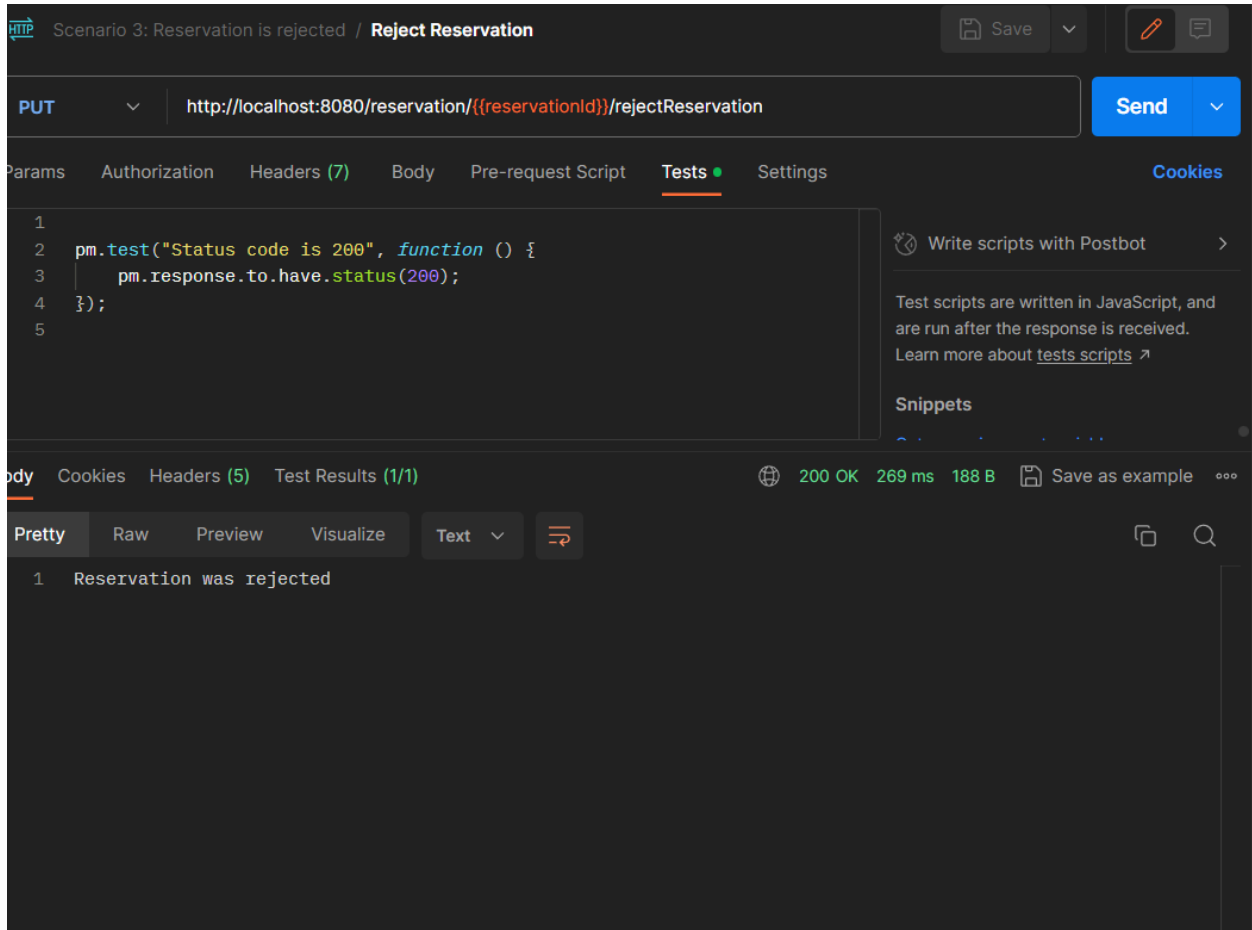 HTTP Scenario 3: Reservation is rejected / Reject Reservation Save
PUT http://localhost:8080/reservation/{{reservationId}}/rejectReservation Send
Params Authorization Headers (7) Body Pre-request Script Tests Settings Cookies
1
2 pm.test("Status code is 200", function () {
3 pm.response.to.have.status(200);
4 });
5
Write scripts with Postbot
Test scripts are written in JavaScript, and
are run after the response is received.
Learn more about tests scripts ↗
Snippets
ody Cookies Headers (5) Test Results (1/1) 200 OK 269 ms 188 B Save as example
Pretty Raw Preview Visualize Text
1 Reservation was rejected